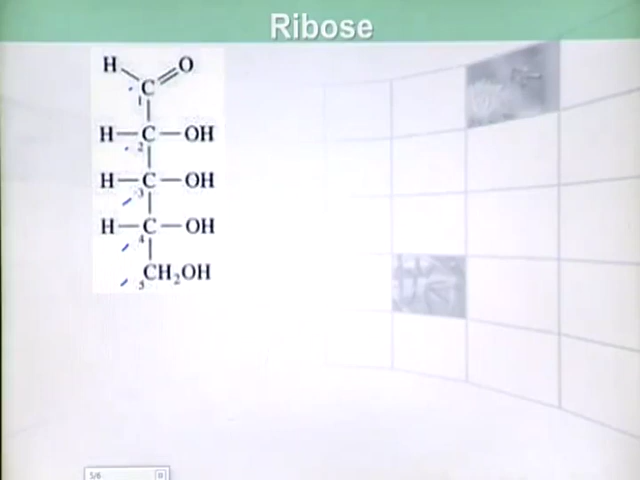 Ribose
H O
C
1
H—C—OH
2
H—C—OH
3
H—C—OH
4
CH₂OH
5
5/6